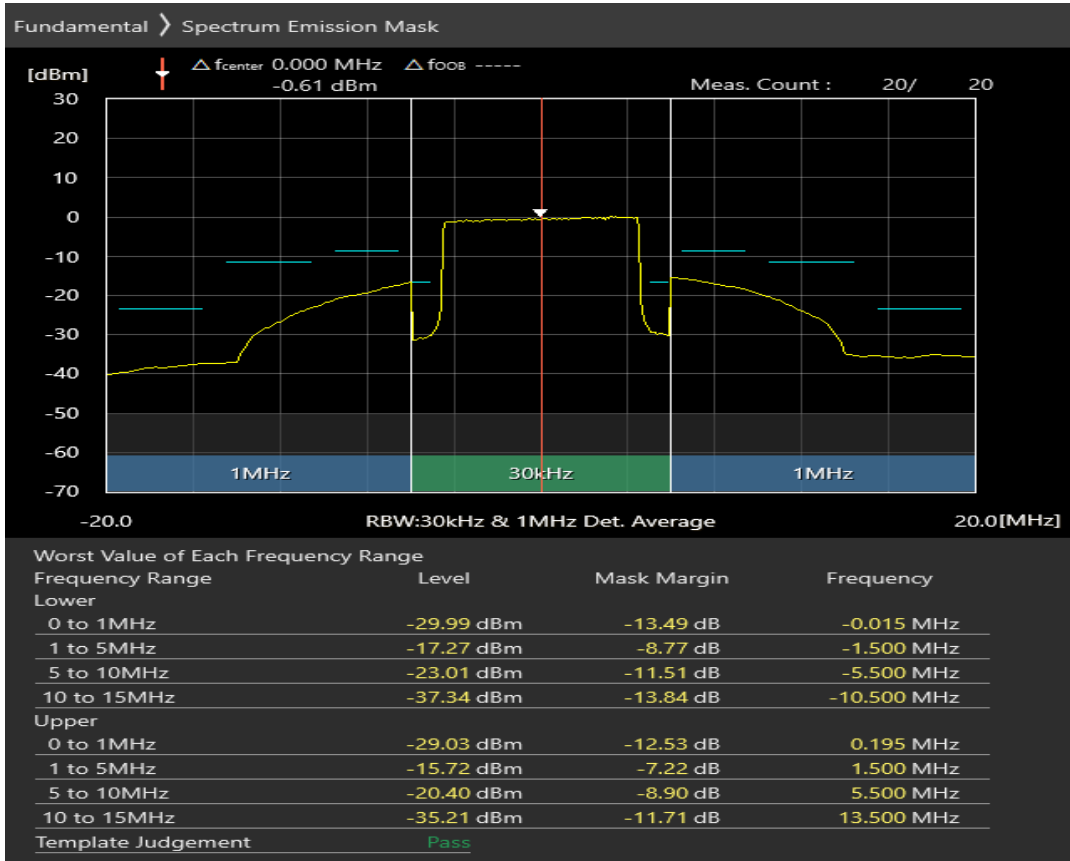 Fundamental ❯ Spectrum Emission Mask
[dBm] △ fcenter 0.000 MHz △ fOOB -----
-0.61 dBm Meas. Count : 20/ 20
30
20
10
0
-10
-20
-30
-40
-50
-60
-70
1MHz 30kHz 1MHz
-20.0 RBW:30kHz & 1MHz Det. Average 20.0[MHz]
Worst Value of Each Frequency Range
Frequency Range Level Mask Margin Frequency
Lower
0 to 1MHz -29.99 dBm -13.49 dB -0.015 MHz
1 to 5MHz -17.27 dBm -8.77 dB -1.500 MHz
5 to 10MHz -23.01 dBm -11.51 dB -5.500 MHz
10 to 15MHz -37.34 dBm -13.84 dB -10.500 MHz
Upper
0 to 1MHz -29.03 dBm -12.53 dB 0.195 MHz
1 to 5MHz -15.72 dBm -7.22 dB 1.500 MHz
5 to 10MHz -20.40 dBm -8.90 dB 5.500 MHz
10 to 15MHz -35.21 dBm -11.71 dB 13.500 MHz
Template Judgement Pass